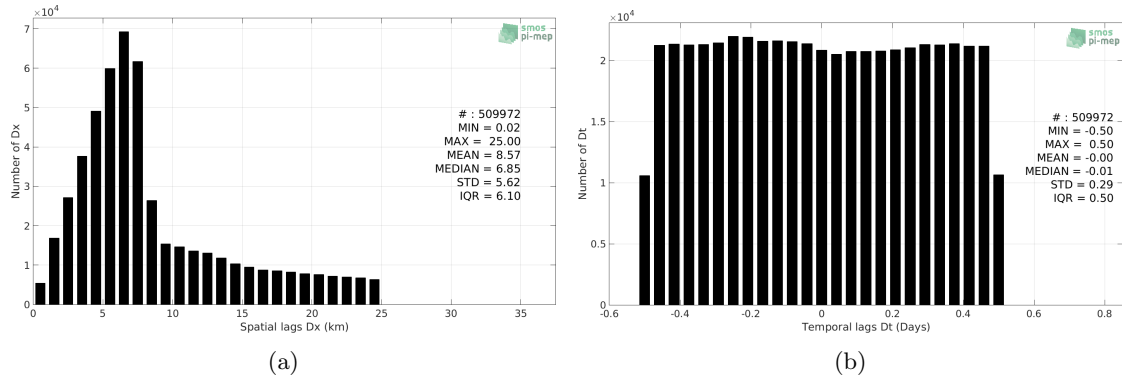 ×10⁴
7
6
5
4
3
2
1
0
Number of Dx
0 5 10 15 20 25 30 35
Spatial lags Dx (km)
smos
pi-mep
# : 509972
MIN = 0.02
MAX = 25.00
MEAN = 8.57
MEDIAN = 6.85
STD = 5.62
IQR = 6.10
(a)
×10⁴
2
1.5
1
0.5
0
Number of Dt
-0.6 -0.4 -0.2 0 0.2 0.4 0.6 0.8
Temporal lags Dt (Days)
smos
pi-mep
# : 509972
MIN = -0.50
MAX = 0.50
MEAN = -0.00
MEDIAN = -0.01
STD = 0.29
IQR = 0.50
(b)